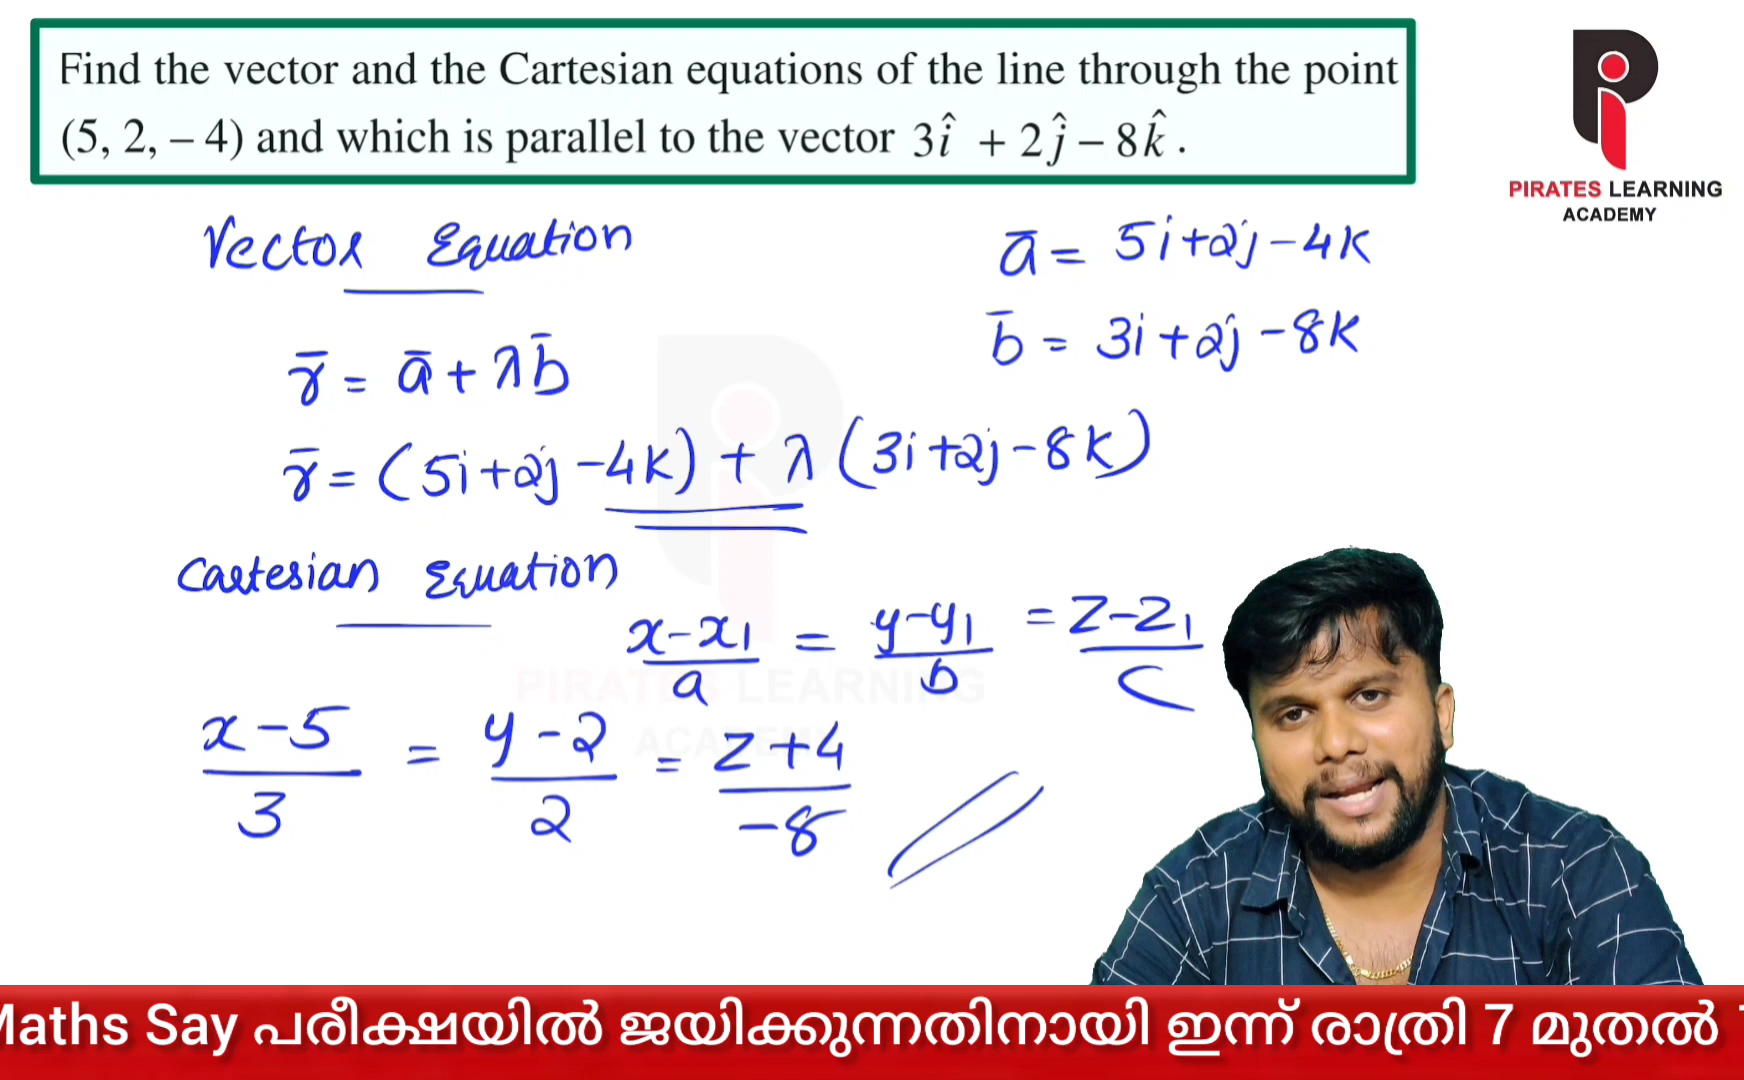 Find the vector and the Cartesian equations of the line through the point
(5, 2, – 4) and which is parallel to the vector 3î + 2ĵ – 8k̂ .
PIRATES LEARNING
ACADEMY
Vector Equation
a̅ = 5i+2j-4k
b̅ = 3i+2j-8k
r̅ = a̅ + λb̅
r̅ = (5i+2j-4k) + λ (3i+2j-8k)
Cartesian Equation
x-x1/a = y-y1/b = z-z1/c
PIRATES LEARNING
ACADEMY
x-5/3 = y-2/2 = z+4/-8
Maths Say പരീക്ഷയിൽ ജയിക്കുന്നതിനായി ഇന്ന് രാത്രി 7 മുതൽ